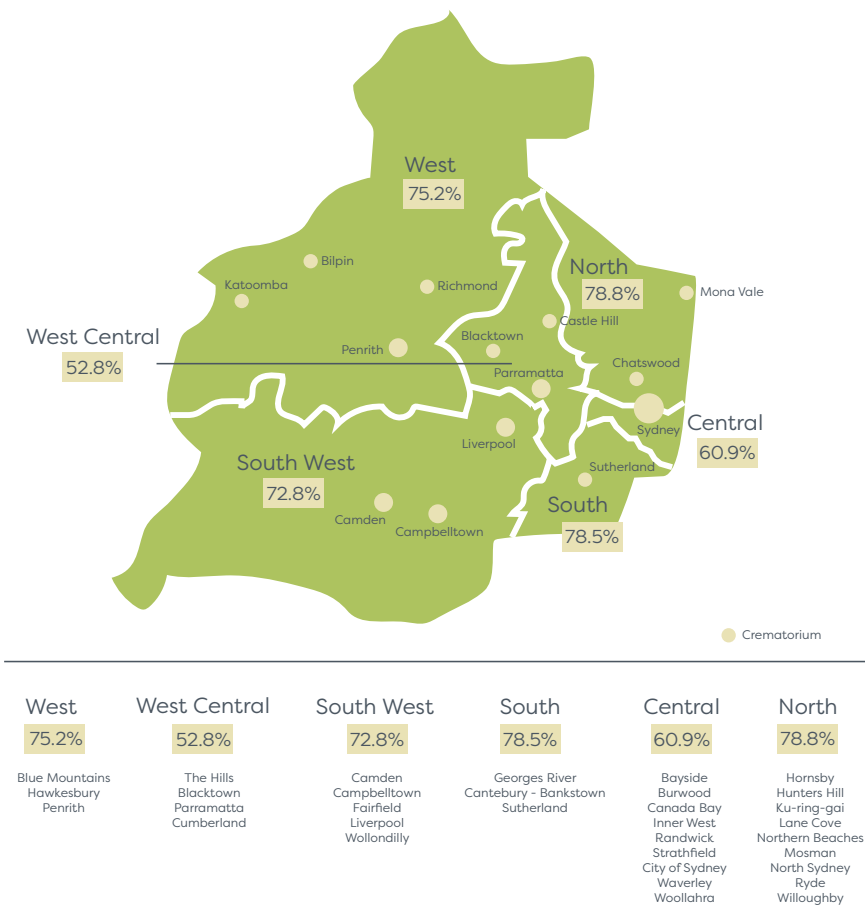 West
75.2%
Bilpin
Katoomba
Richmond
North
78.8%
Mona Vale
Castle Hill
West Central
52.8%
Penrith
Blacktown
Chatswood
Parramatta
Central
60.9%
Sydney
Liverpool
South West
72.8%
Sutherland
South
78.5%
Camden
Campbelltown
Crematorium
West
75.2%
Blue Mountains
Hawkesbury
Penrith
West Central
52.8%
The Hills
Blacktown
Parramatta
Cumberland
South West
72.8%
Camden
Campbelltown
Fairfield
Liverpool
Wollondilly
South
78.5%
Georges River
Cantebury - Bankstown
Sutherland
Central
60.9%
Bayside
Burwood
Canada Bay
Inner West
Randwick
Strathfield
City of Sydney
Waverley
Woollahra
North
78.8%
Hornsby
Hunters Hill
Ku-ring-gai
Lane Cove
Northern Beaches
Mosman
North Sydney
Ryde
Willoughby